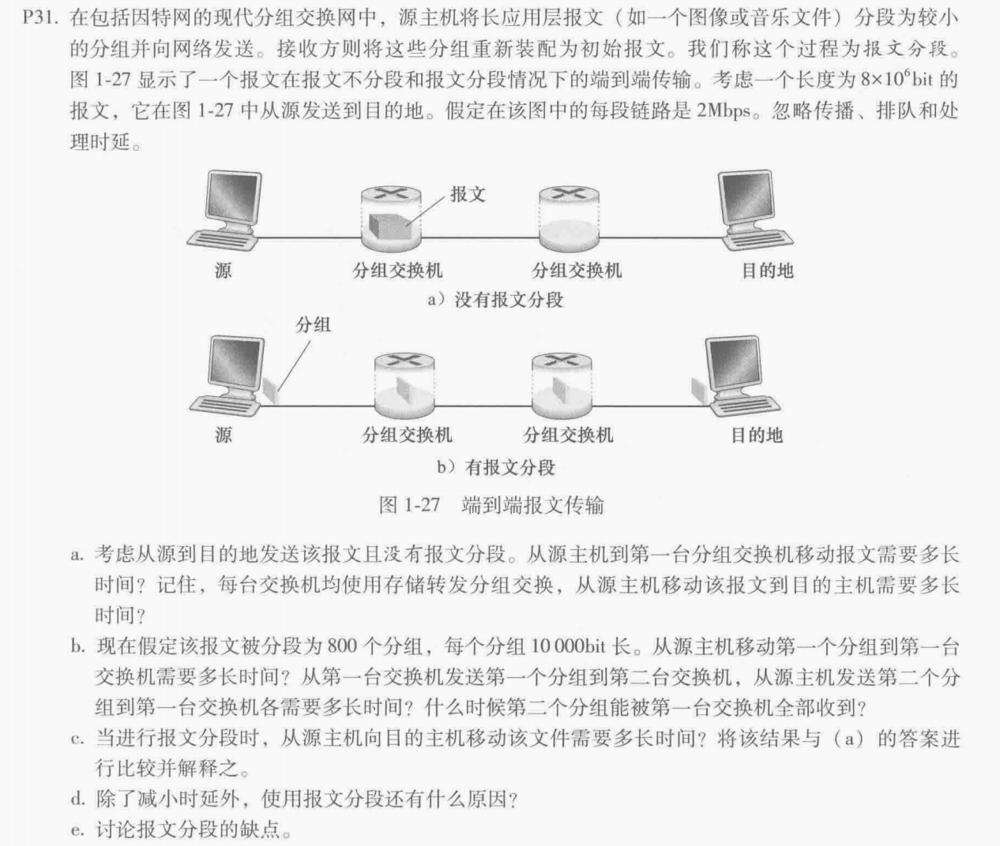 P31. 在包括因特网的现代分组交换网中，源主机将长应用层报文（如一个图像或音乐文件）分段为较小
的分组并向网络发送。接收方则将这些分组重新装配为初始报文。我们称这个过程为报文分段。
图 1-27 显示了一个报文在报文不分段和报文分段情况下的端到端传输。考虑一个长度为 8×10⁶bit 的
报文，它在图 1-27 中从源发送到目的地。假定在该图中的每段链路是 2Mbps。忽略传播、排队和处
理时延。
报文
源 分组交换机 分组交换机 目的地
a）没有报文分段
分组
源 分组交换机 分组交换机 目的地
b）有报文分段
图 1-27 端到端报文传输
a. 考虑从源到目的地发送该报文且没有报文分段。从源主机到第一台分组交换机移动报文需要多长
时间？记住，每台交换机均使用存储转发分组交换，从源主机移动该报文到目的主机需要多长
时间？
b. 现在假定该报文被分段为 800 个分组，每个分组 10 000bit 长。从源主机移动第一个分组到第一台
交换机需要多长时间？从第一台交换机发送第一个分组到第二台交换机，从源主机发送第二个分
组到第一台交换机各需要多长时间？什么时候第二个分组能被第一台交换机全部收到？
c. 当进行报文分段时，从源主机向目的主机移动该文件需要多长时间？将该结果与（a）的答案进
行比较并解释之。
d. 除了减小时延外，使用报文分段还有什么原因？
e. 讨论报文分段的缺点。